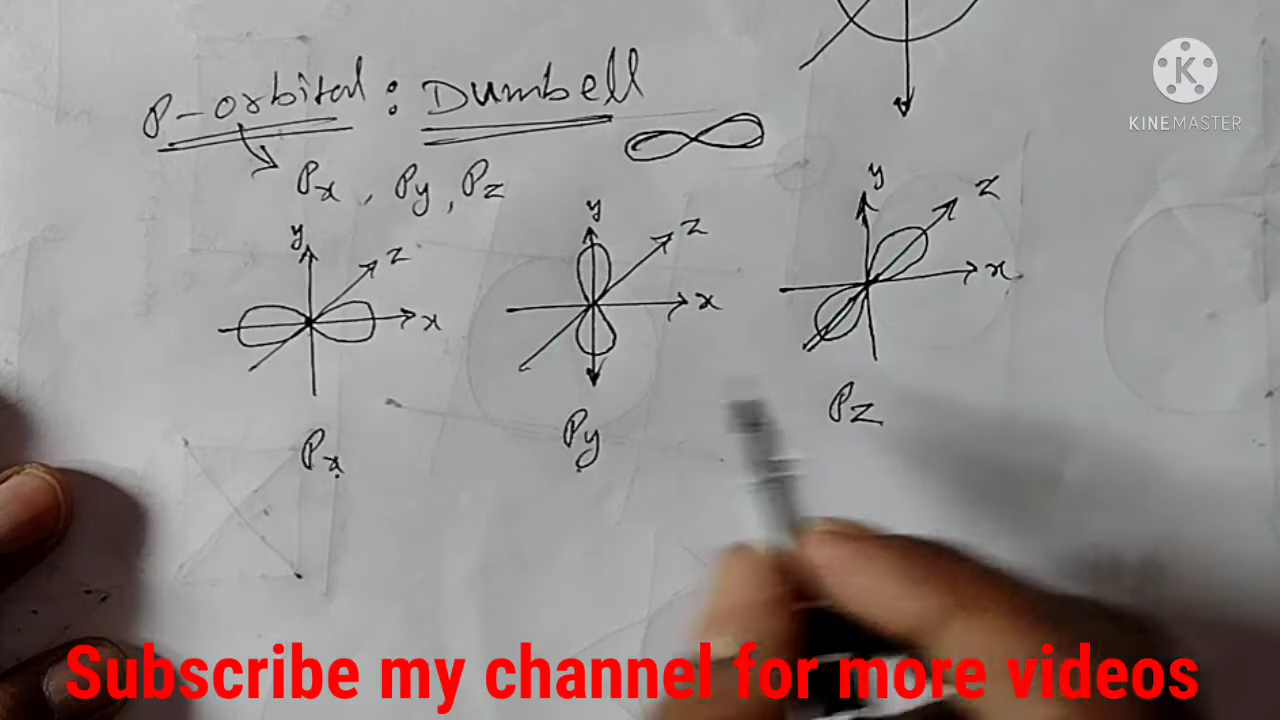 KINEMASTER
P-orbital : Dumbell
Px , Py , Pz
y z x
y z x
y z x
Px Py Pz
Subscribe my channel for more videos